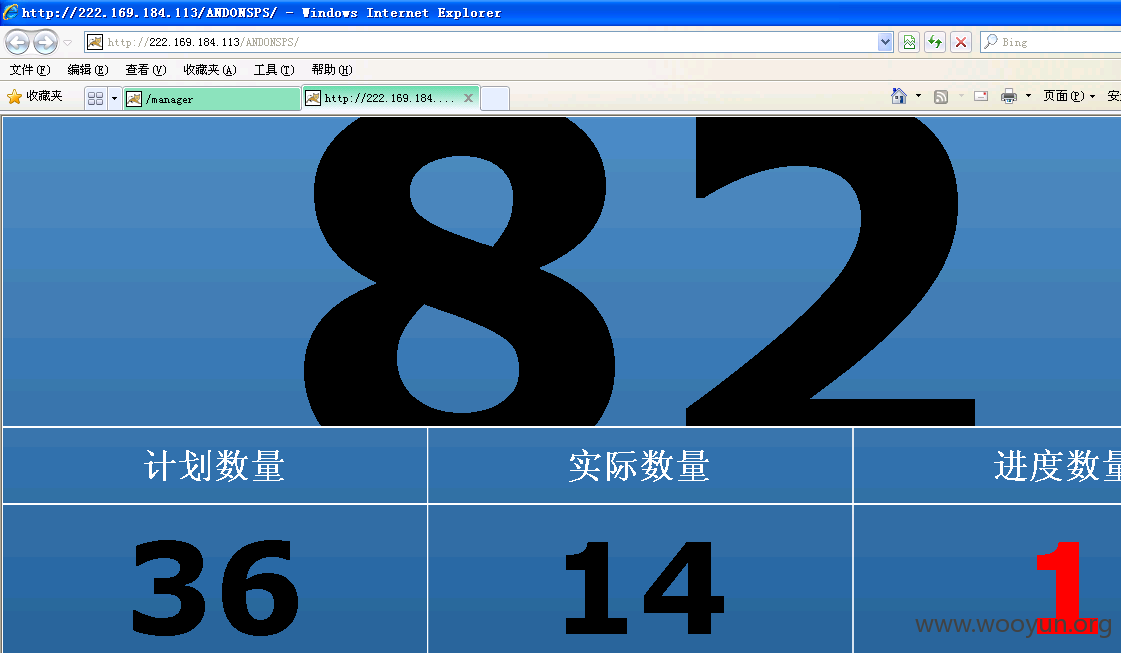 http://222.169.184.113/ANDONSPS/ - Windows Internet Explorer
http://222.169.184.113/ANDONSPS/
Bing
文件(F) 编辑(E) 查看(V) 收藏夹(A) 工具(T) 帮助(H)
收藏夹 /manager http://222.169.184.... 页面(P) 安
82
计划数量 实际数量 进度数量
36 14 1
www.wooyun.org